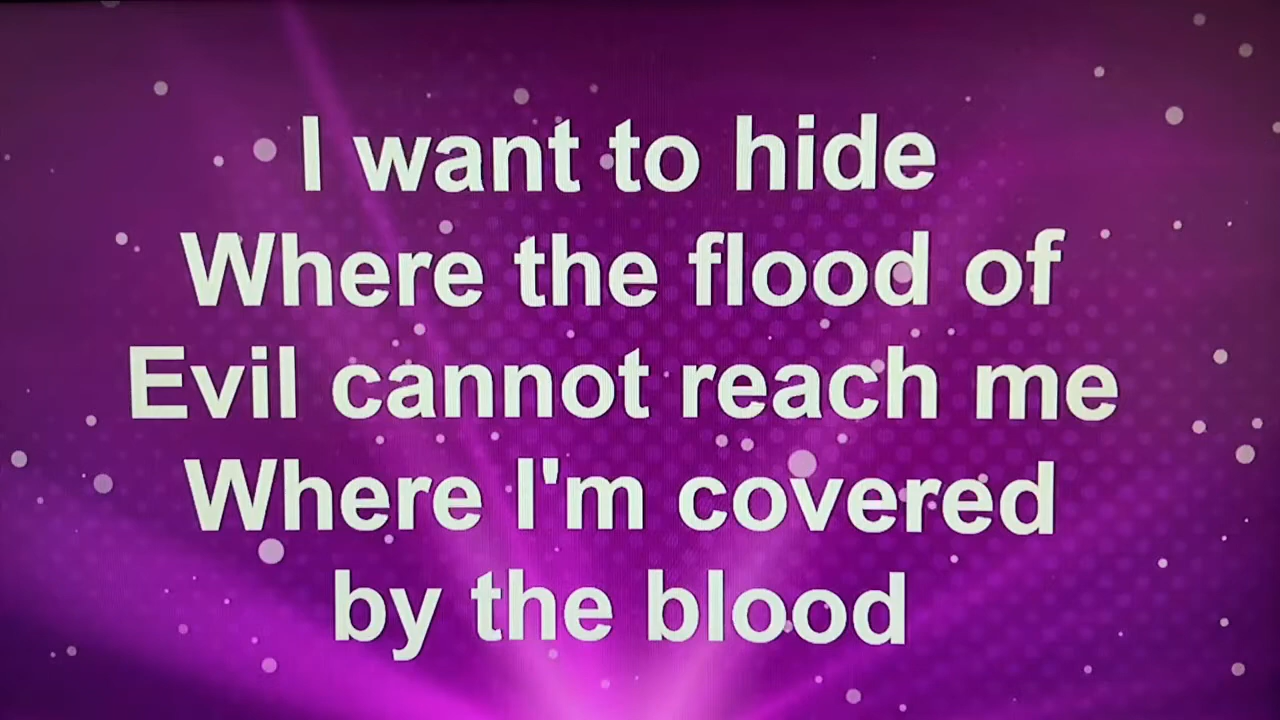 I want to hide
Where the flood of
Evil cannot reach me
Where I'm covered
by the blood